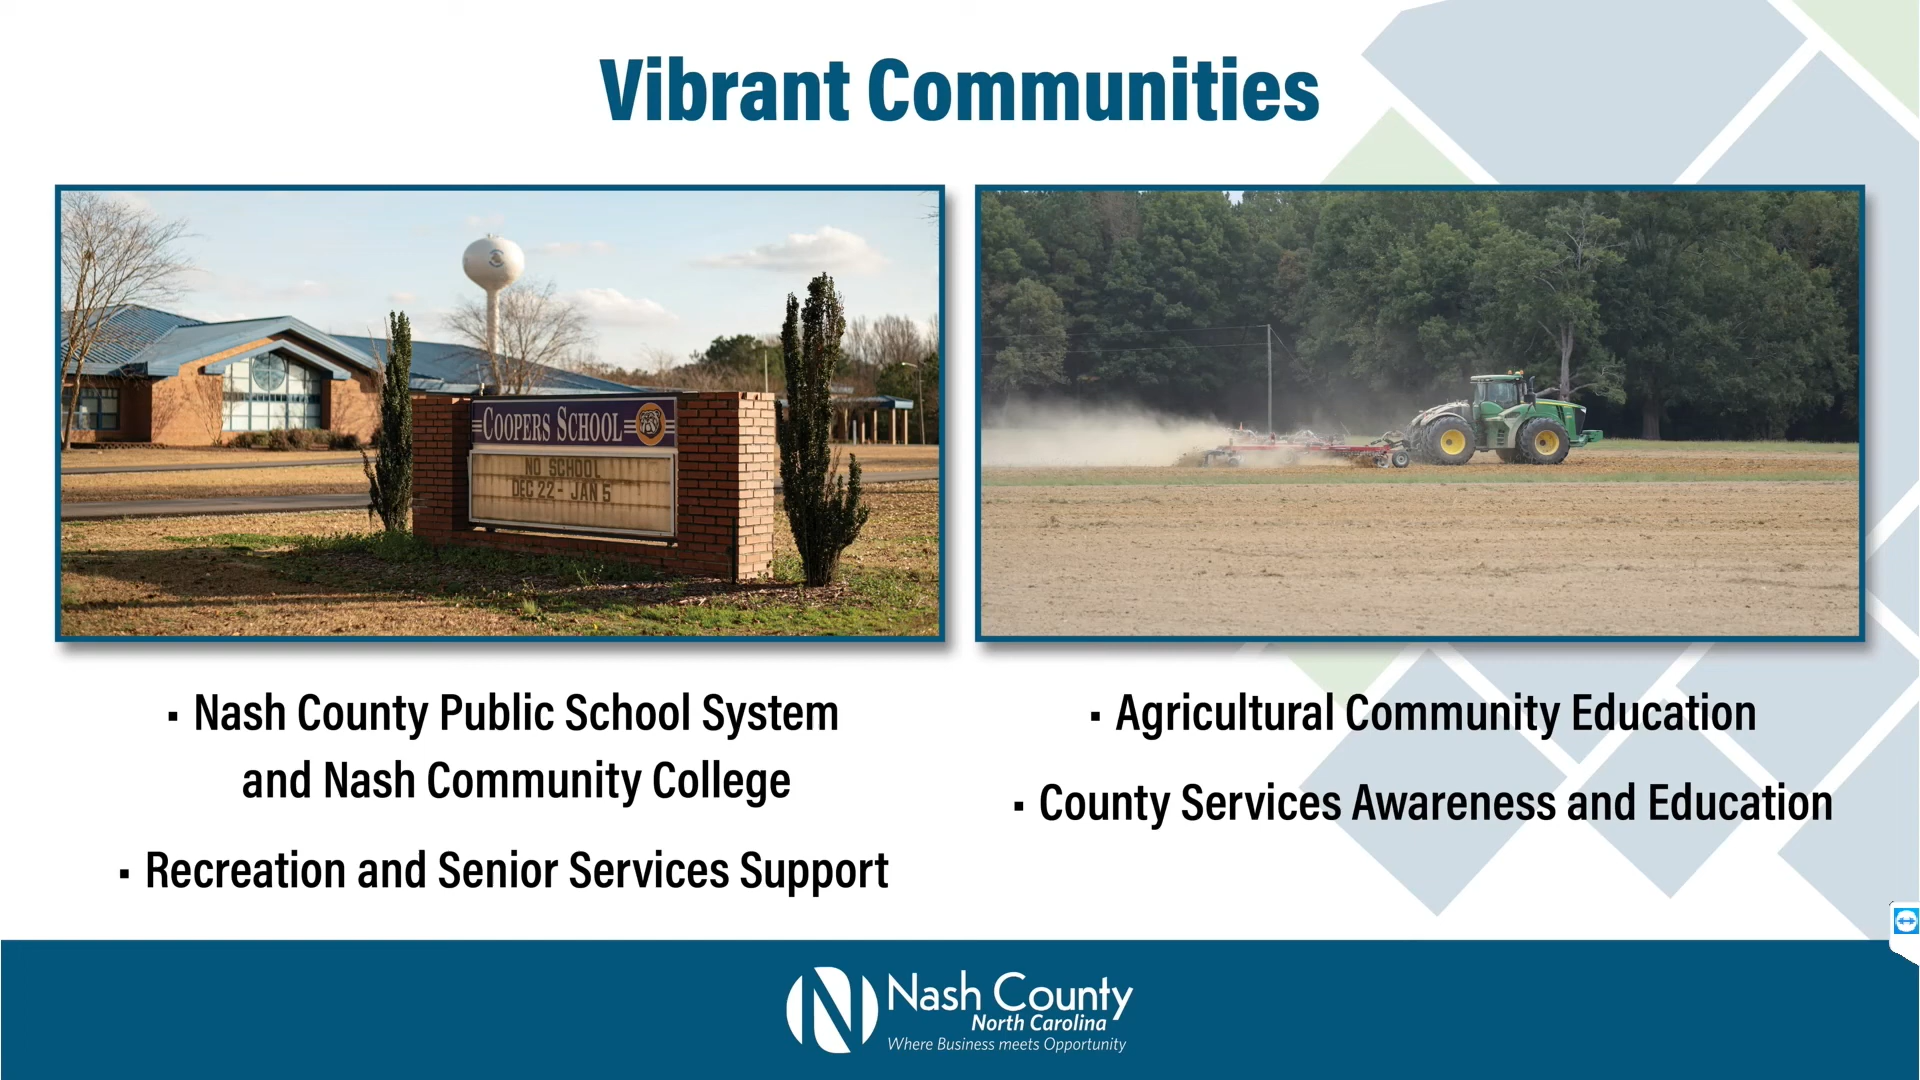 Vibrant Communities
COOPERS SCHOOL
NO SCHOOL
DEC 22 - JAN 5
▪ Nash County Public School System
and Nash Community College
▪ Recreation and Senior Services Support
▪ Agricultural Community Education
▪ County Services Awareness and Education
N
Nash County
North Carolina
Where Business meets Opportunity